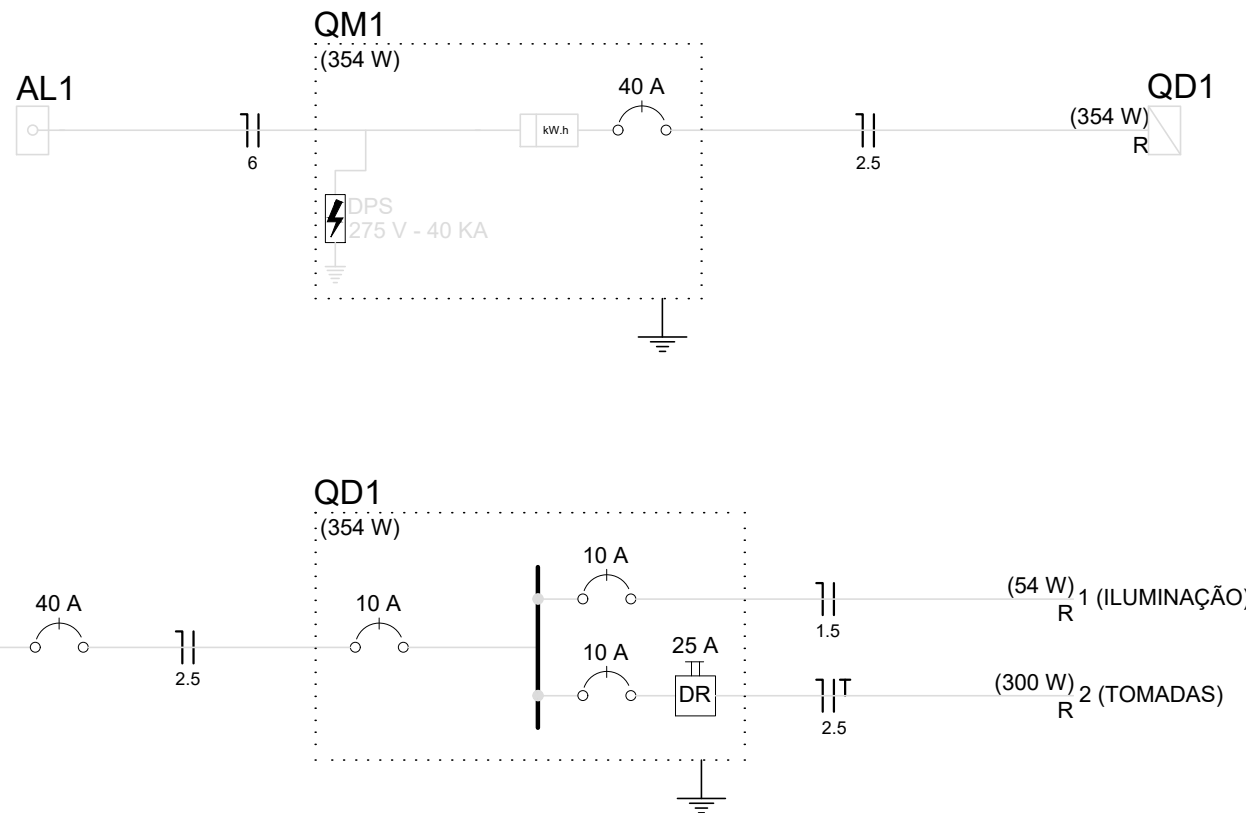 QM1
(354 W)
AL1
40 A
QD1
(354 W)
R
kW.h
6
2.5
DPS
275 V - 40 KA
QD1
(354 W)
10 A
(54 W) 1 (ILUMINAÇÃO)
R
40 A
10 A
1.5
2.5
10 A
25 A
DR
(300 W) 2 (TOMADAS)
R
2.5